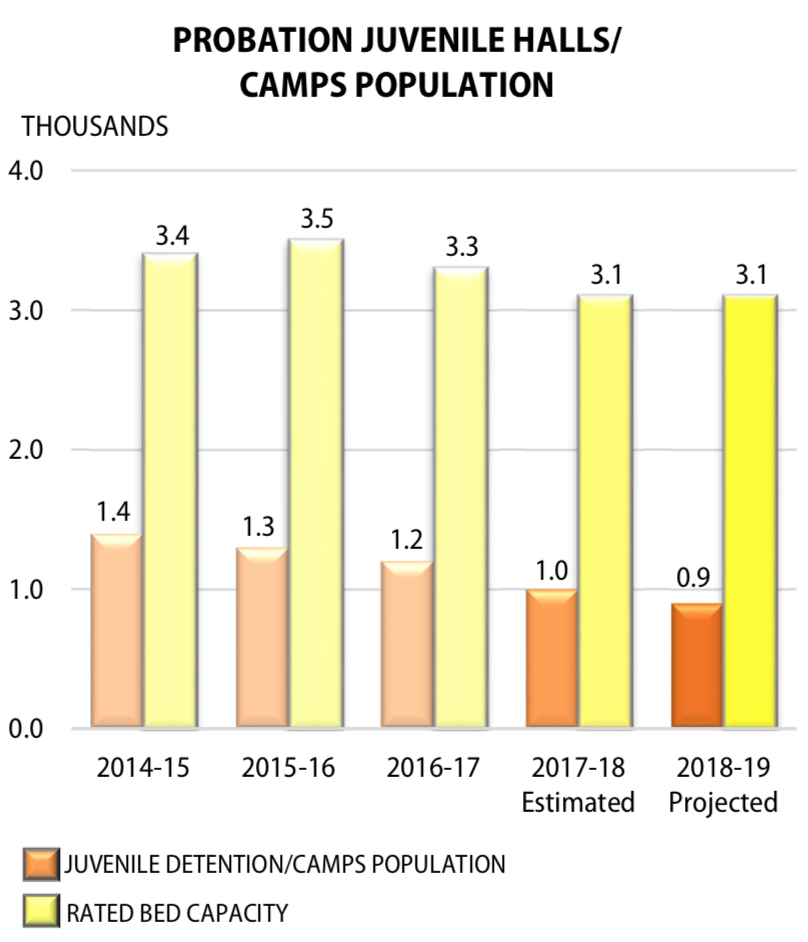 PROBATION JUVENILE HALLS/
CAMPS POPULATION
THOUSANDS
4.0
3.0
2.0
1.0
0.0
1.4
3.4
1.3
3.5
1.2
3.3
1.0
3.1
0.9
3.1
2014-15
2015-16
2016-17
2017-18
Estimated
2018-19
Projected
JUVENILE DETENTION/CAMPS POPULATION
RATED BED CAPACITY